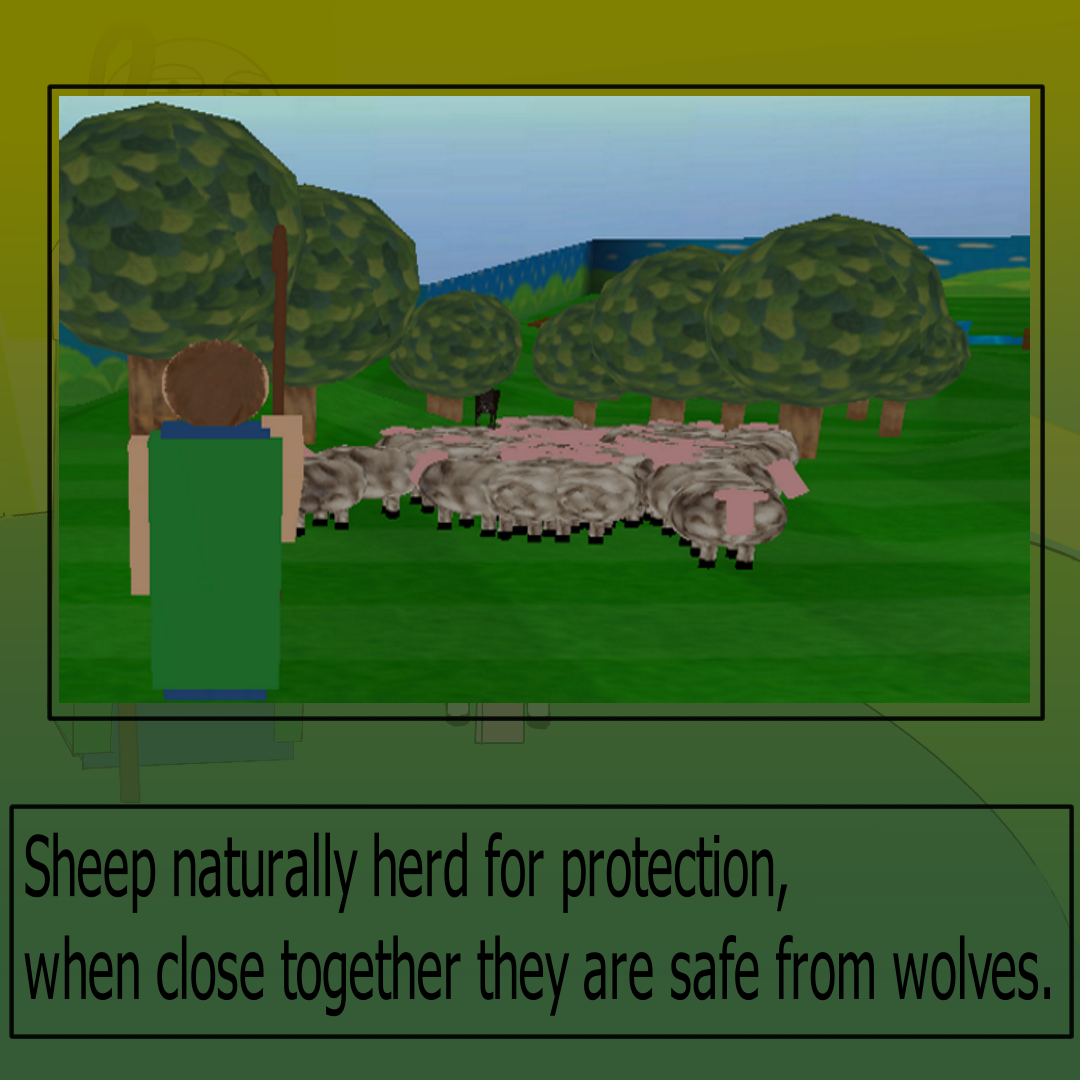 Sheep naturally herd for protection,
when close together they are safe from wolves.